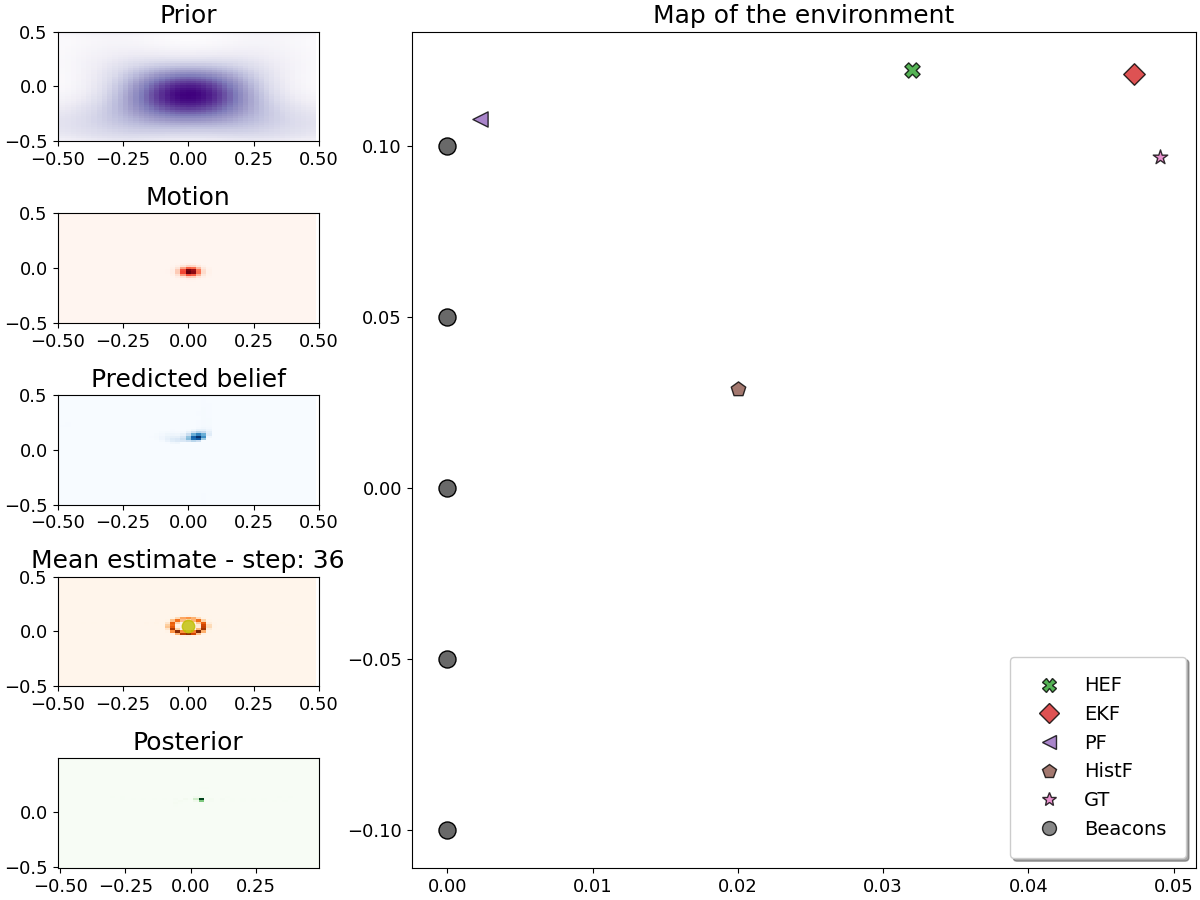 Prior
0.5
0.0
−0.5
−0.50 −0.25 0.00 0.25 0.50
Motion
0.5
0.0
−0.5
−0.50 −0.25 0.00 0.25 0.50
Predicted belief
0.5
0.0
−0.5
−0.50 −0.25 0.00 0.25 0.50
Mean estimate - step: 36
0.5
0.0
−0.5
−0.50 −0.25 0.00 0.25 0.50
Posterior
0.0
−0.5
−0.50 −0.25 0.00 0.25
Map of the environment
0.10
0.05
0.00
−0.05
−0.10
0.00 0.01 0.02 0.03 0.04 0.05
HEF
EKF
PF
HistF
GT
Beacons